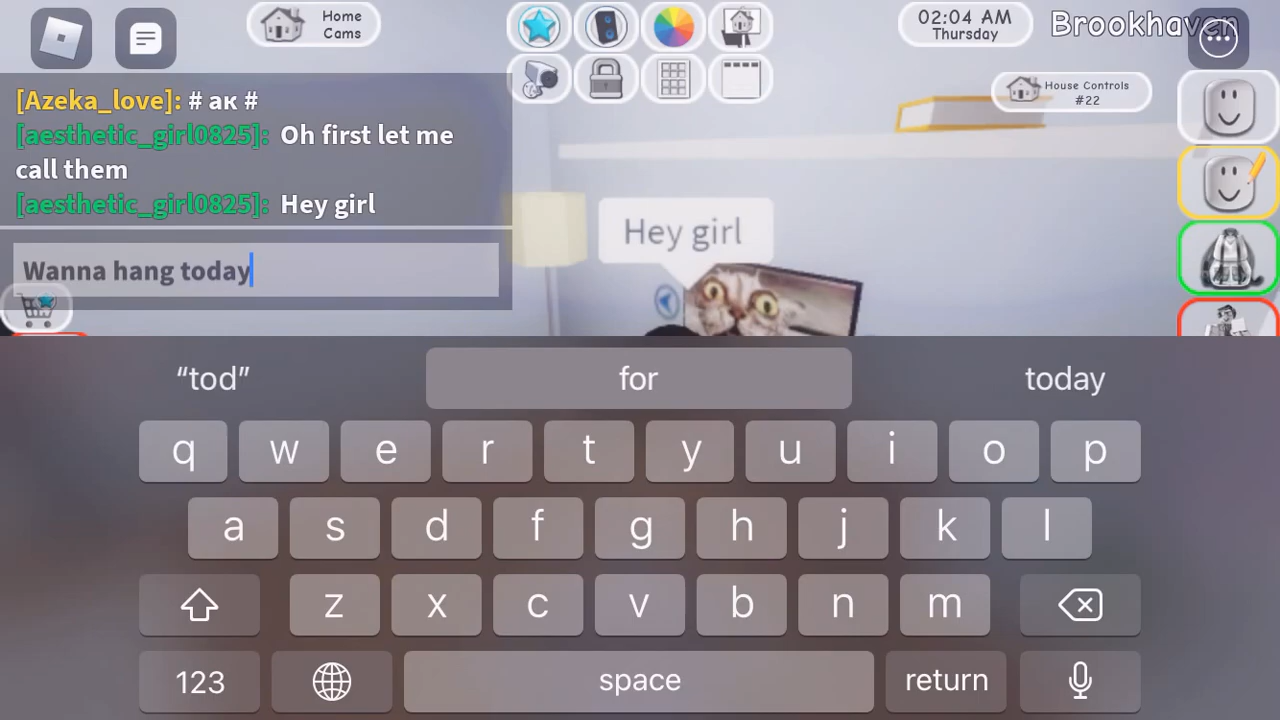 Home
Cams
02:04 AM
Thursday
Brookhaven
House Controls
#22
[Azeka_love]: # ак #
[aesthetic_girl0825]: Oh first let me
call them
[aesthetic_girl0825]: Hey girl
Hey girl
Wanna hang today
“tod” for today
q w e r t y u i o p
a s d f g h j k l
z x c v b n m
123 space return